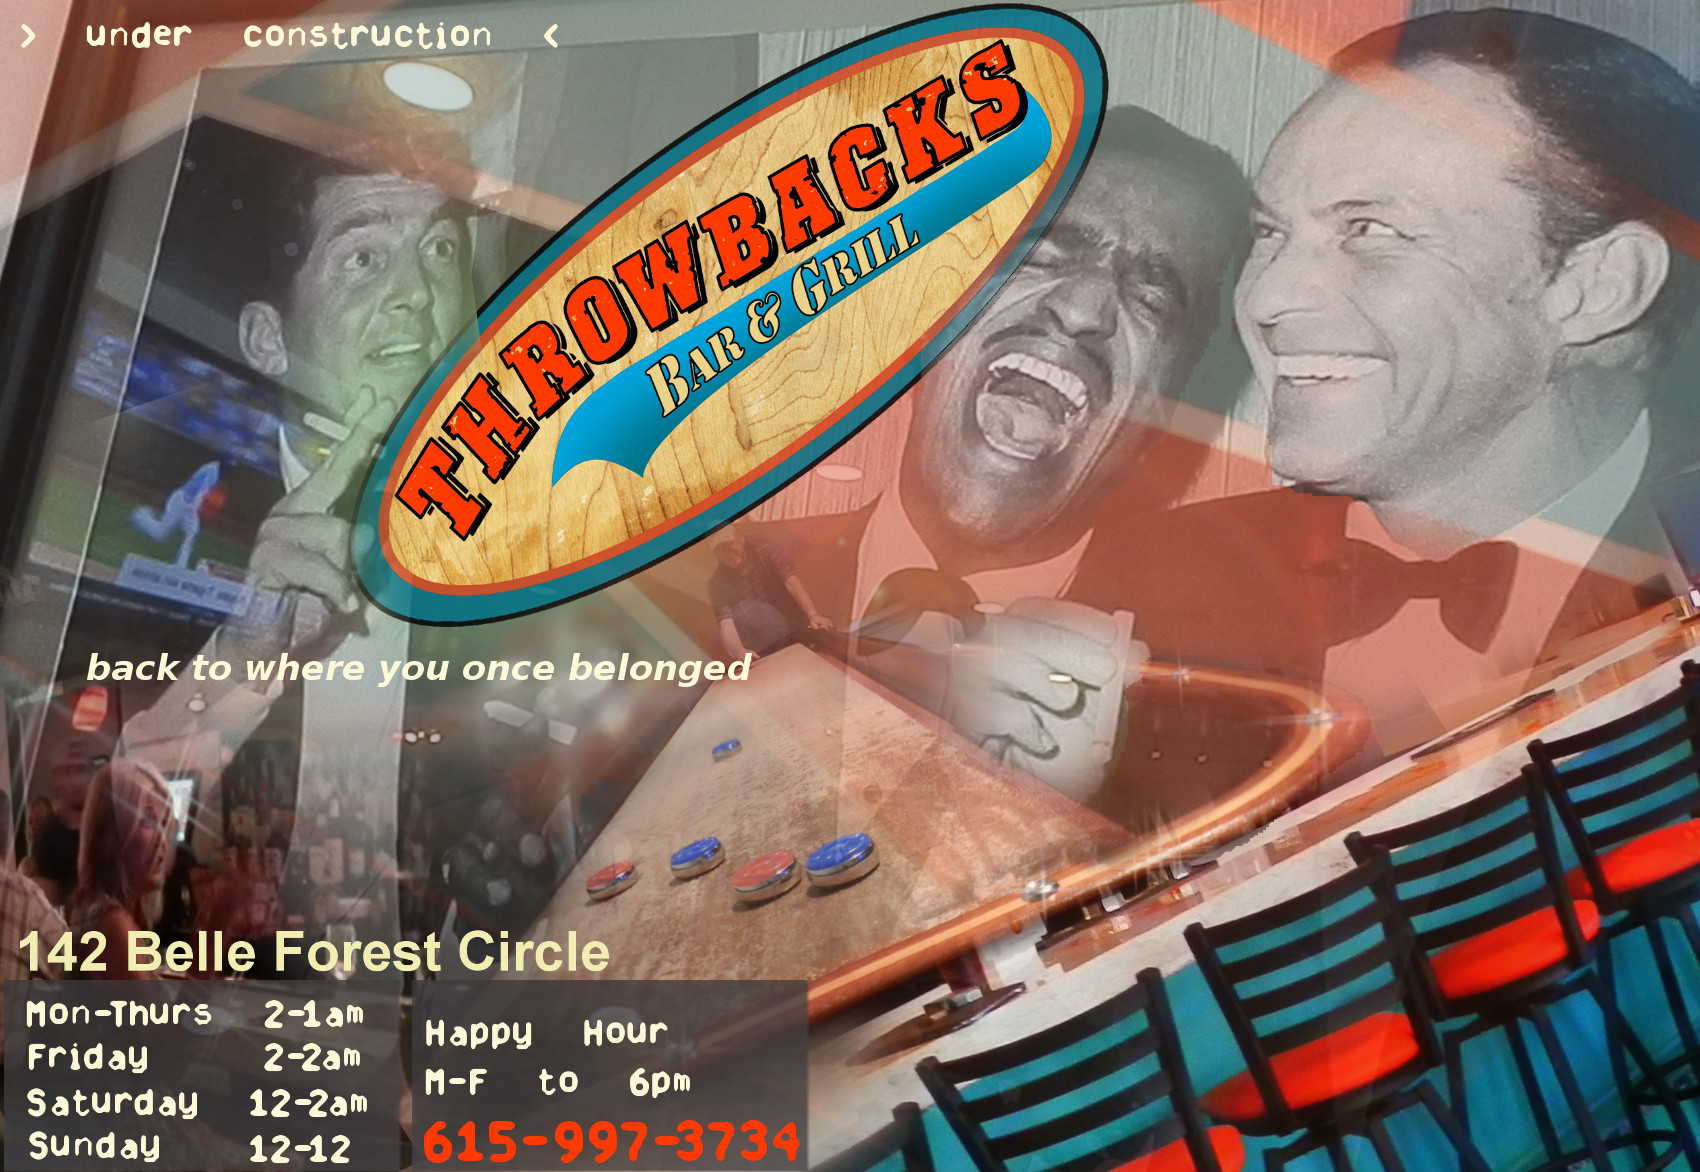 > under construction <
THROWBACKS
BAR & GRILL
back to where you once belonged
142 Belle Forest Circle
Mon-Thurs 2-1am
Friday 2-2am
Saturday 12-2am
Sunday 12-12
Happy Hour
M-F to 6pm
615-997-3734